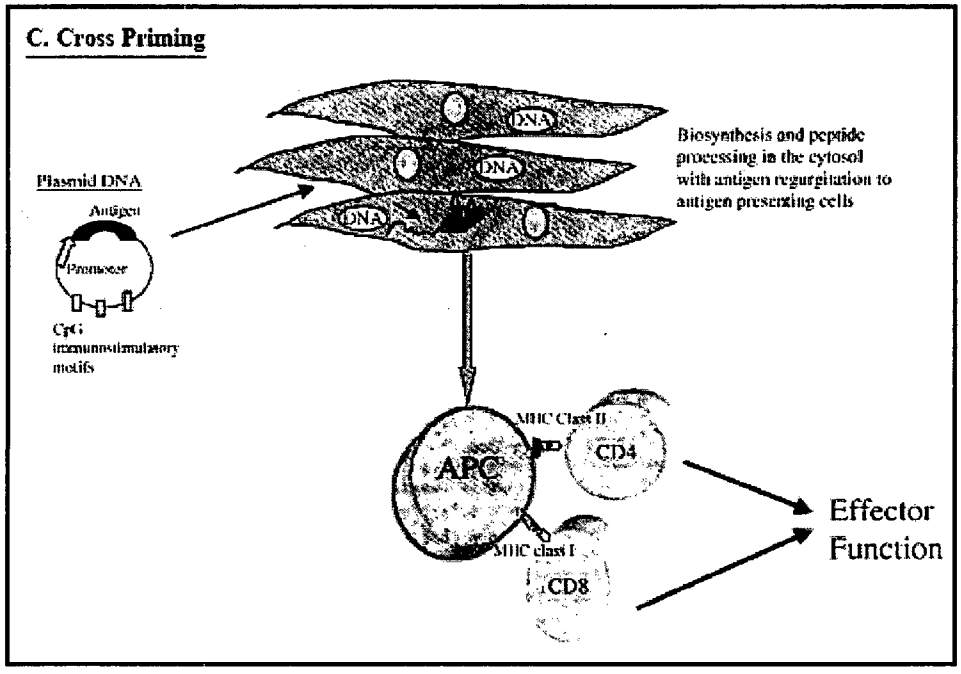 C. Cross Priming
DNA
DNA
DNA
Biosynthesis and peptide
processing in the cytosol
with antigen regurgitation to
antigen presenting cells
Plasmid DNA
Antigen
Promoter
CpG
immunostimulatory
motifs
APC
MHC Class II
CD4
MHC class I
CD8
Effector
Function